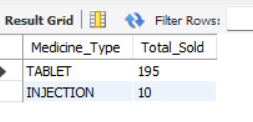 Result Grid Filter Rows:
Medicine_Type Total_Sold
TABLET 195
INJECTION 10